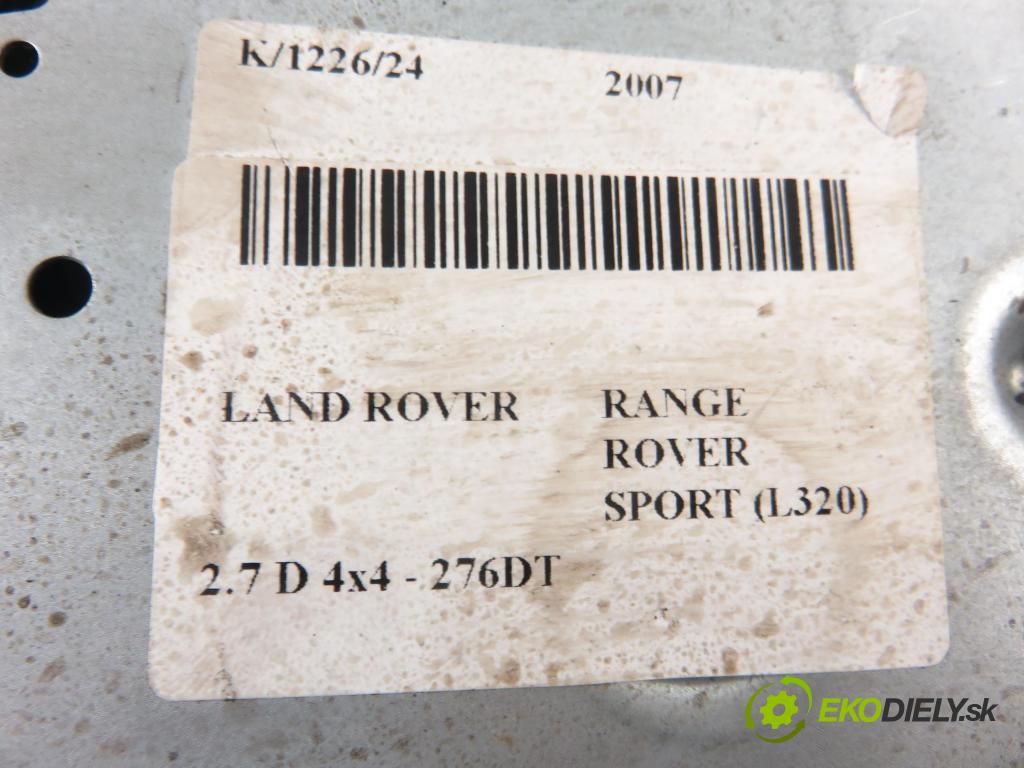 K/1226/24 2007
LAND ROVER RANGE
ROVER
SPORT (L320)
2.7 D 4x4 - 276DT
EKODIELY.sk